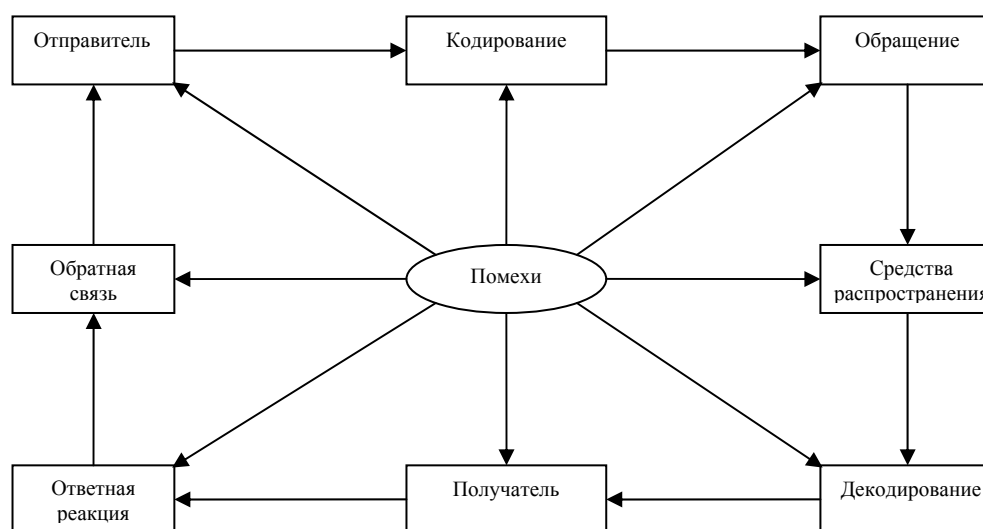 Отправитель
Кодирование
Обращение
Обратная
связь
Помехи
Средства
распространения
Ответная
реакция
Получатель
Декодирование